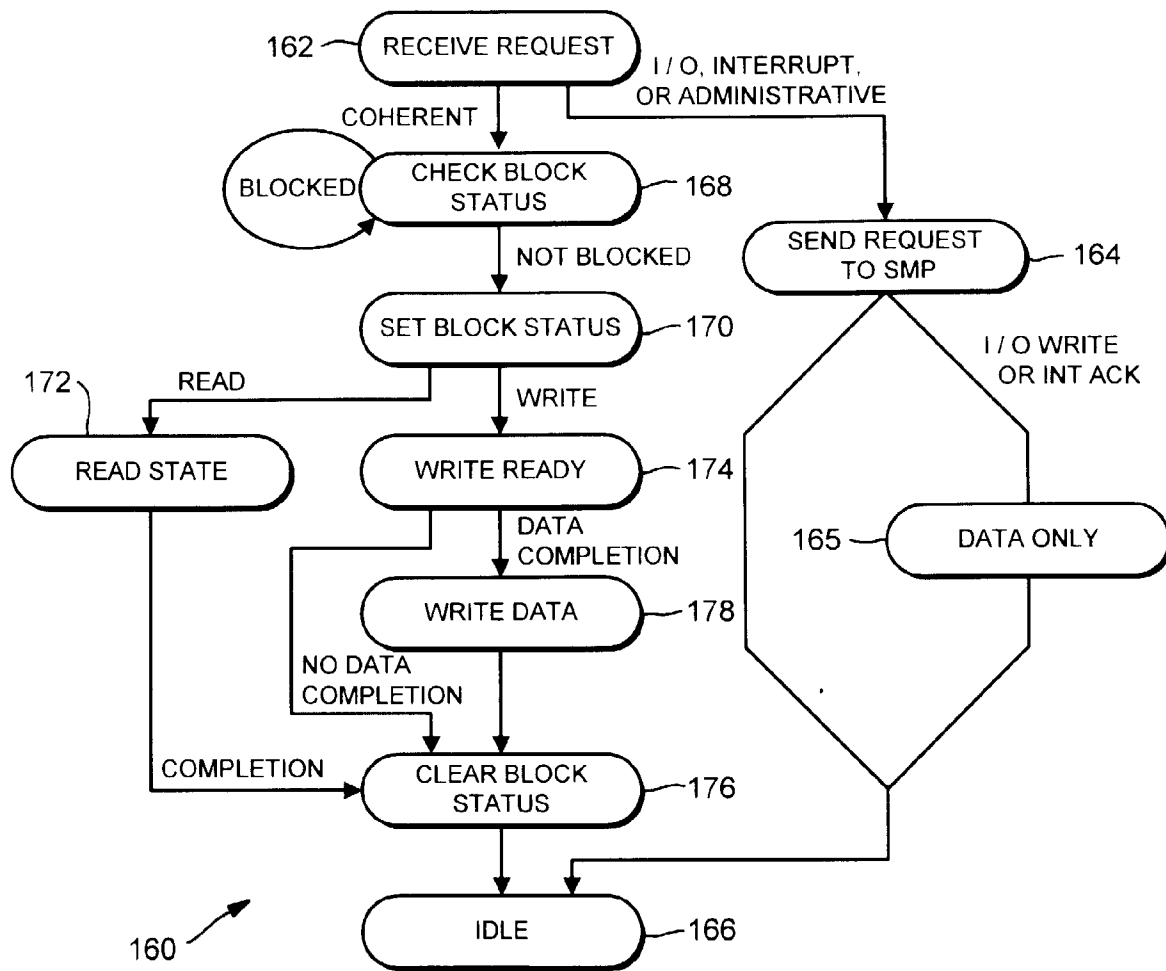 162
RECEIVE REQUEST
I / O, INTERRUPT,
OR ADMINISTRATIVE
COHERENT
BLOCKED
CHECK BLOCK
STATUS
168
SEND REQUEST
TO SMP
164
NOT BLOCKED
SET BLOCK STATUS
170
I / O WRITE
OR INT ACK
172
READ
WRITE
READ STATE
WRITE READY
174
DATA
COMPLETION
165
DATA ONLY
WRITE DATA
178
NO DATA
COMPLETION
COMPLETION
CLEAR BLOCK
STATUS
176
160
IDLE
166